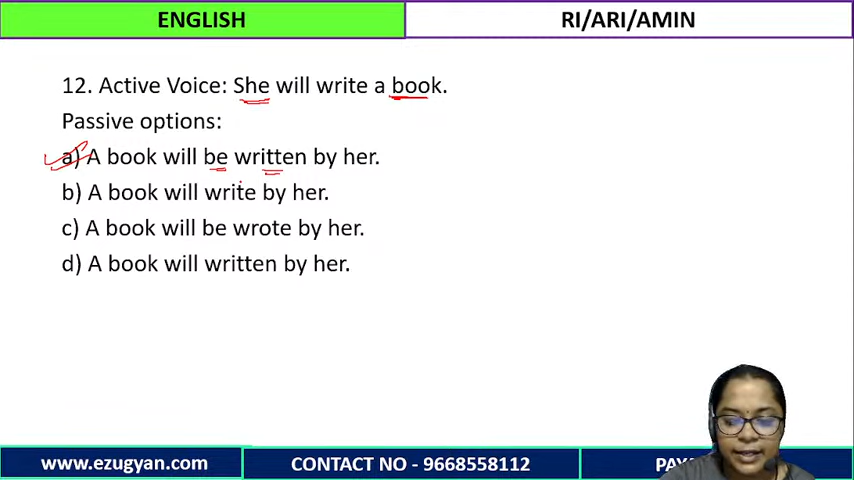 ENGLISH
RI/ARI/AMIN
12. Active Voice: She will write a book.
Passive options:
a) A book will be written by her.
b) A book will write by her.
c) A book will be wrote by her.
d) A book will written by her.
www.ezugyan.com
CONTACT NO - 9668558112